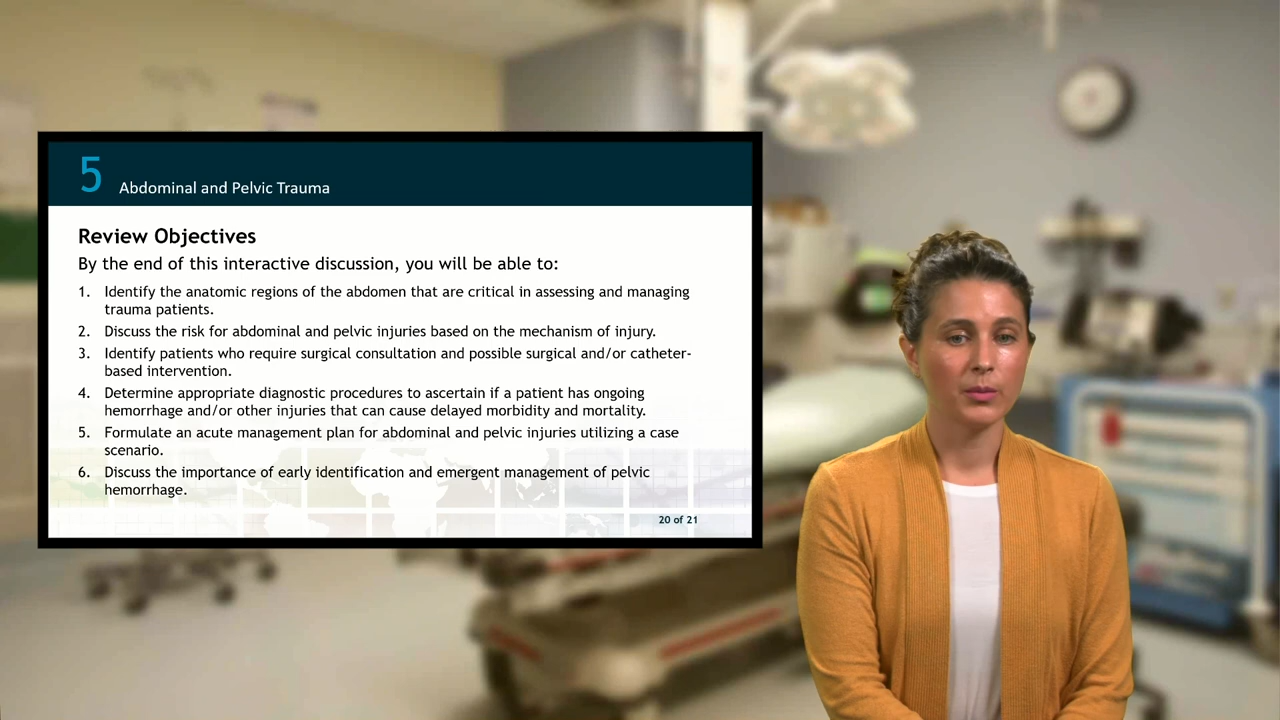 5 Abdominal and Pelvic Trauma
Review Objectives
By the end of this interactive discussion, you will be able to:
1. Identify the anatomic regions of the abdomen that are critical in assessing and managing
trauma patients.
2. Discuss the risk for abdominal and pelvic injuries based on the mechanism of injury.
3. Identify patients who require surgical consultation and possible surgical and/or catheter-
based intervention.
4. Determine appropriate diagnostic procedures to ascertain if a patient has ongoing
hemorrhage and/or other injuries that can cause delayed morbidity and mortality.
5. Formulate an acute management plan for abdominal and pelvic injuries utilizing a case
scenario.
6. Discuss the importance of early identification and emergent management of pelvic
hemorrhage.
20 of 21